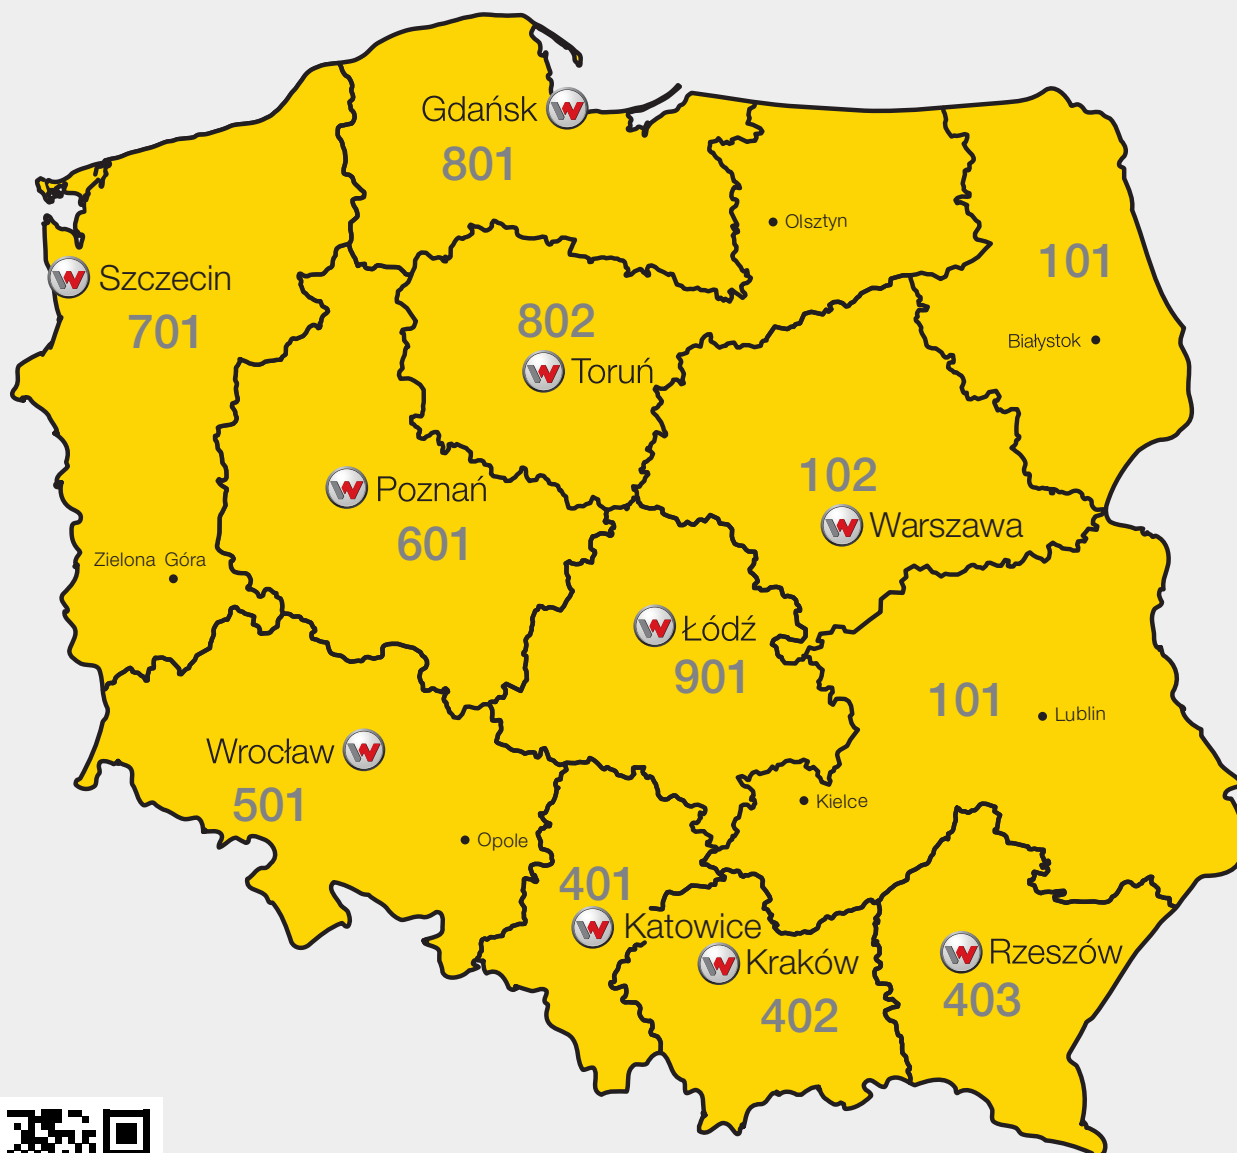 Gdańsk
801
Olsztyn
101
Szczecin
701
802
Toruń
Białystok
102
Poznań
601
Warszawa
Zielona Góra
Łódź
901
101
Lublin
Wrocław
501
Kielce
Opole
401
Katowice
Kraków
402
Rzeszów
403